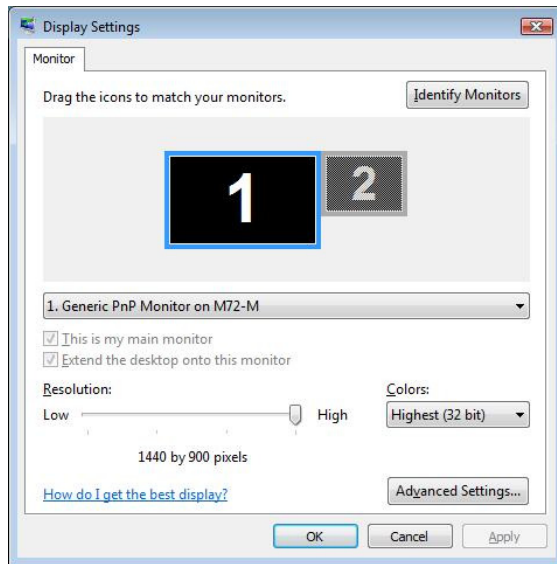 Display Settings
Monitor
Drag the icons to match your monitors.
Identify Monitors
1
2
1. Generic PnP Monitor on M72-M
This is my main monitor
Extend the desktop onto this monitor
Resolution:
Colors:
Low
High
Highest (32 bit)
1440 by 900 pixels
How do I get the best display?
Advanced Settings...
OK
Cancel
Apply